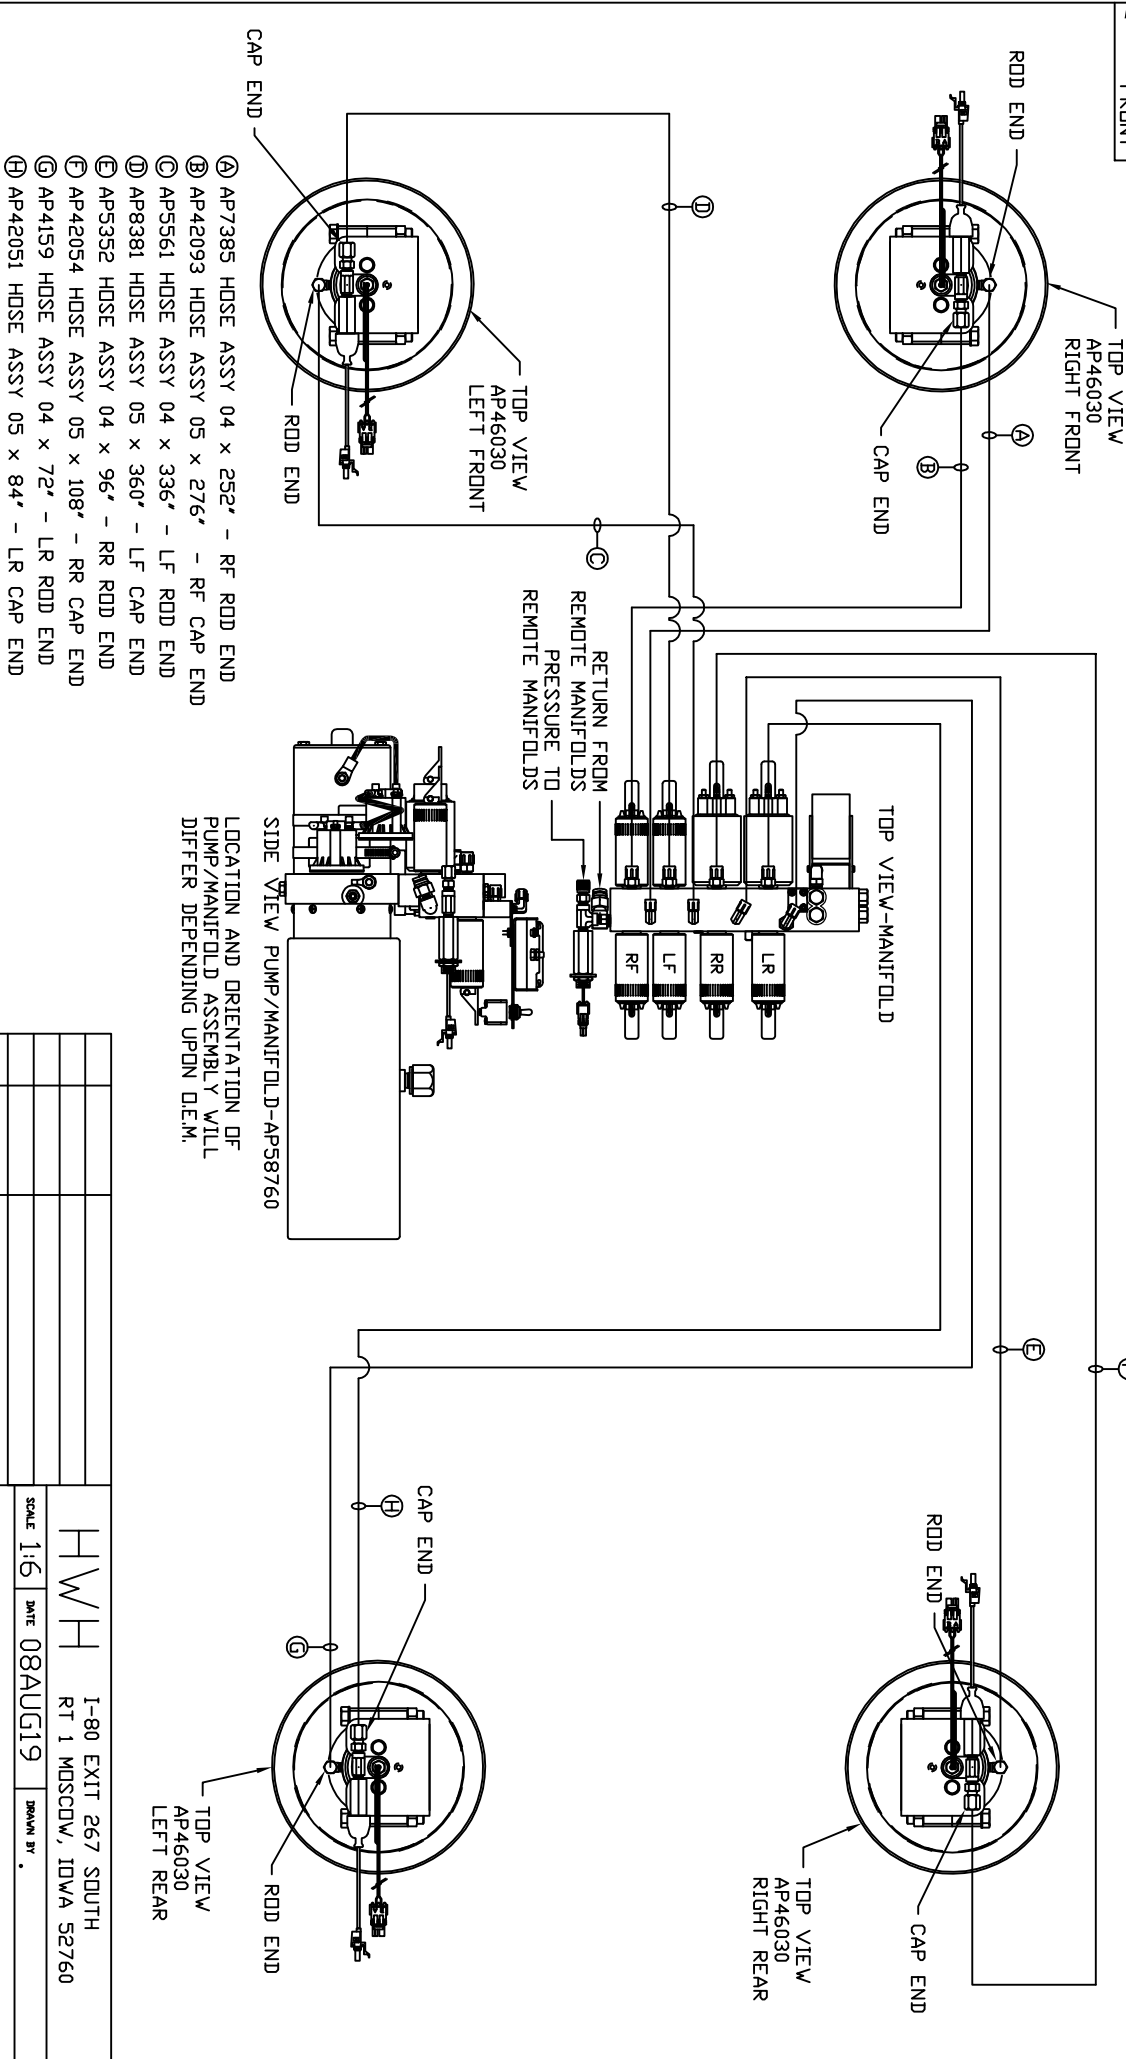 FRONT
ROD END
TOP VIEW
AP46030
RIGHT FRONT
CAP END
A
B
CAP END
D
TOP VIEW
AP46030
LEFT FRONT
ROD END
C
RETURN FROM
REMOTE MANIFOLDS
PRESSURE TO
REMOTE MANIFOLDS
TOP VIEW-MANIFOLD
RF
LF
RR
LR
SIDE VIEW PUMP/MANIFOLD-AP58760
LOCATION AND ORIENTATION OF
PUMP/MANIFOLD ASSEMBLY WILL
DIFFER DEPENDING UPON O.E.M.
A AP7385 HOSE ASSY 04 x 252" - RF ROD END
B AP42093 HOSE ASSY 05 x 276" - RF CAP END
C AP5561 HOSE ASSY 04 x 336" - LF ROD END
D AP8381 HOSE ASSY 05 x 360" - LF CAP END
E AP5352 HOSE ASSY 04 x 96" - RR ROD END
F AP42054 HOSE ASSY 05 x 108" - RR CAP END
G AP4159 HOSE ASSY 04 x 72" - LR ROD END
H AP42051 HOSE ASSY 05 x 84" - LR CAP END
E
ROD END
CAP END
TOP VIEW
AP46030
RIGHT REAR
CAP END
H
G
ROD END
TOP VIEW
AP46030
LEFT REAR
HWH
I-80 EXIT 267 SOUTH
RT 1 MOSCOW, IOWA 52760
SCALE 1:6
DATE 08AUG19
DRAWN BY .